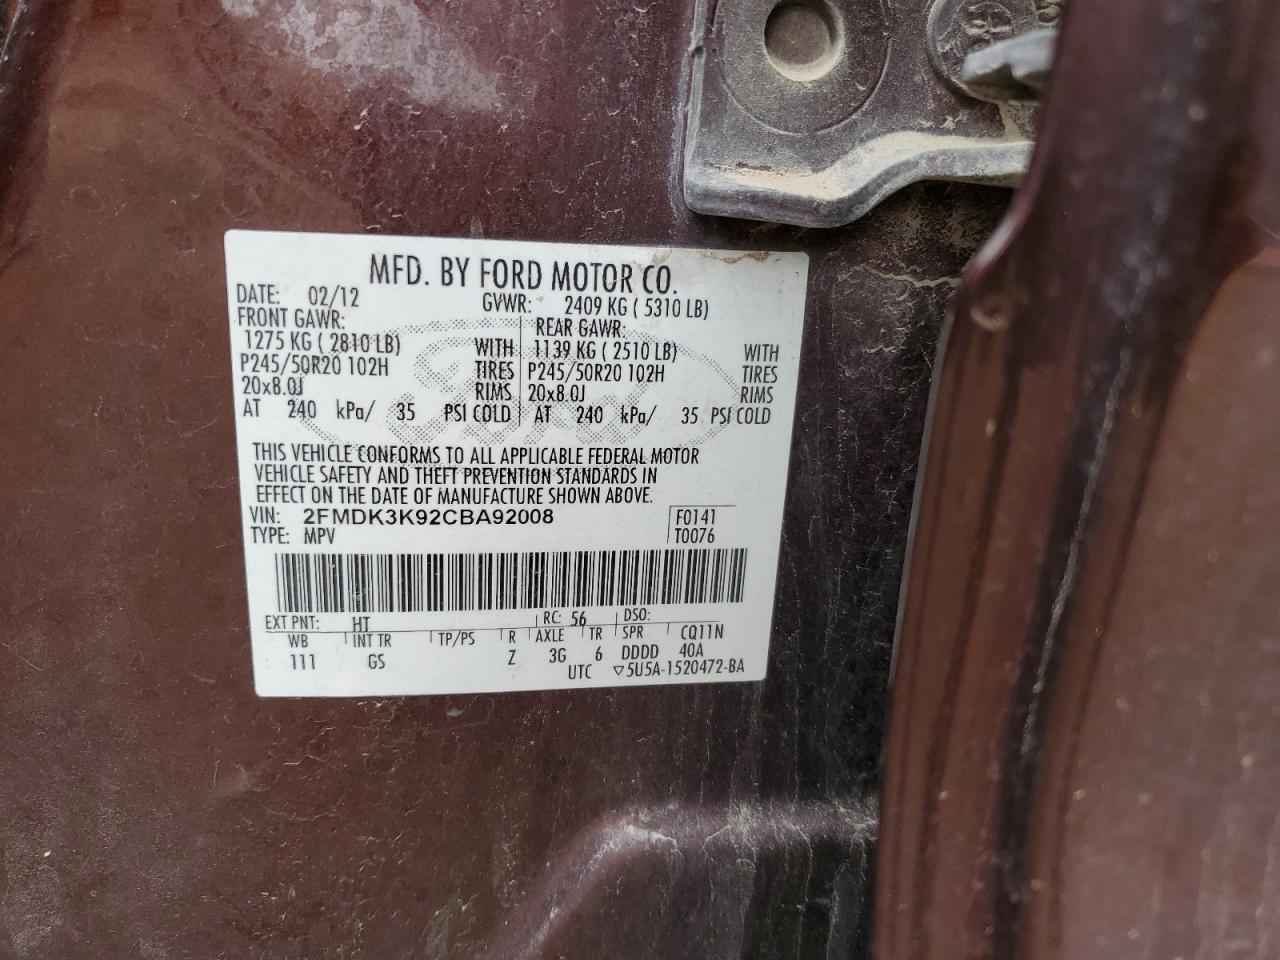 MFD. BY FORD MOTOR CO.
DATE: 02/12 GVWR: 2409 KG ( 5310 LB)
FRONT GAWR: REAR GAWR:
1275 KG ( 2810 LB) WITH 1139 KG ( 2510 LB) WITH
P245/50R20 102H TIRES P245/50R20 102H TIRES
20x8.0J RIMS 20x8.0J RIMS
AT 240 kPa/ 35 PSI COLD AT 240 kPa/ 35 PSI COLD
THIS VEHICLE CONFORMS TO ALL APPLICABLE FEDERAL MOTOR
VEHICLE SAFETY AND THEFT PREVENTION STANDARDS IN
EFFECT ON THE DATE OF MANUFACTURE SHOWN ABOVE.
VIN: 2FMDK3K92CBA92008 F0141
TYPE: MPV T0076
EXT PNT: HT RC: 56 DSO:
WB INT TR TP/PS R AXLE TR SPR CQ11N
111 GS Z 3G 6 DDDD 40A
UTC ▽5U5A-1520472-BA